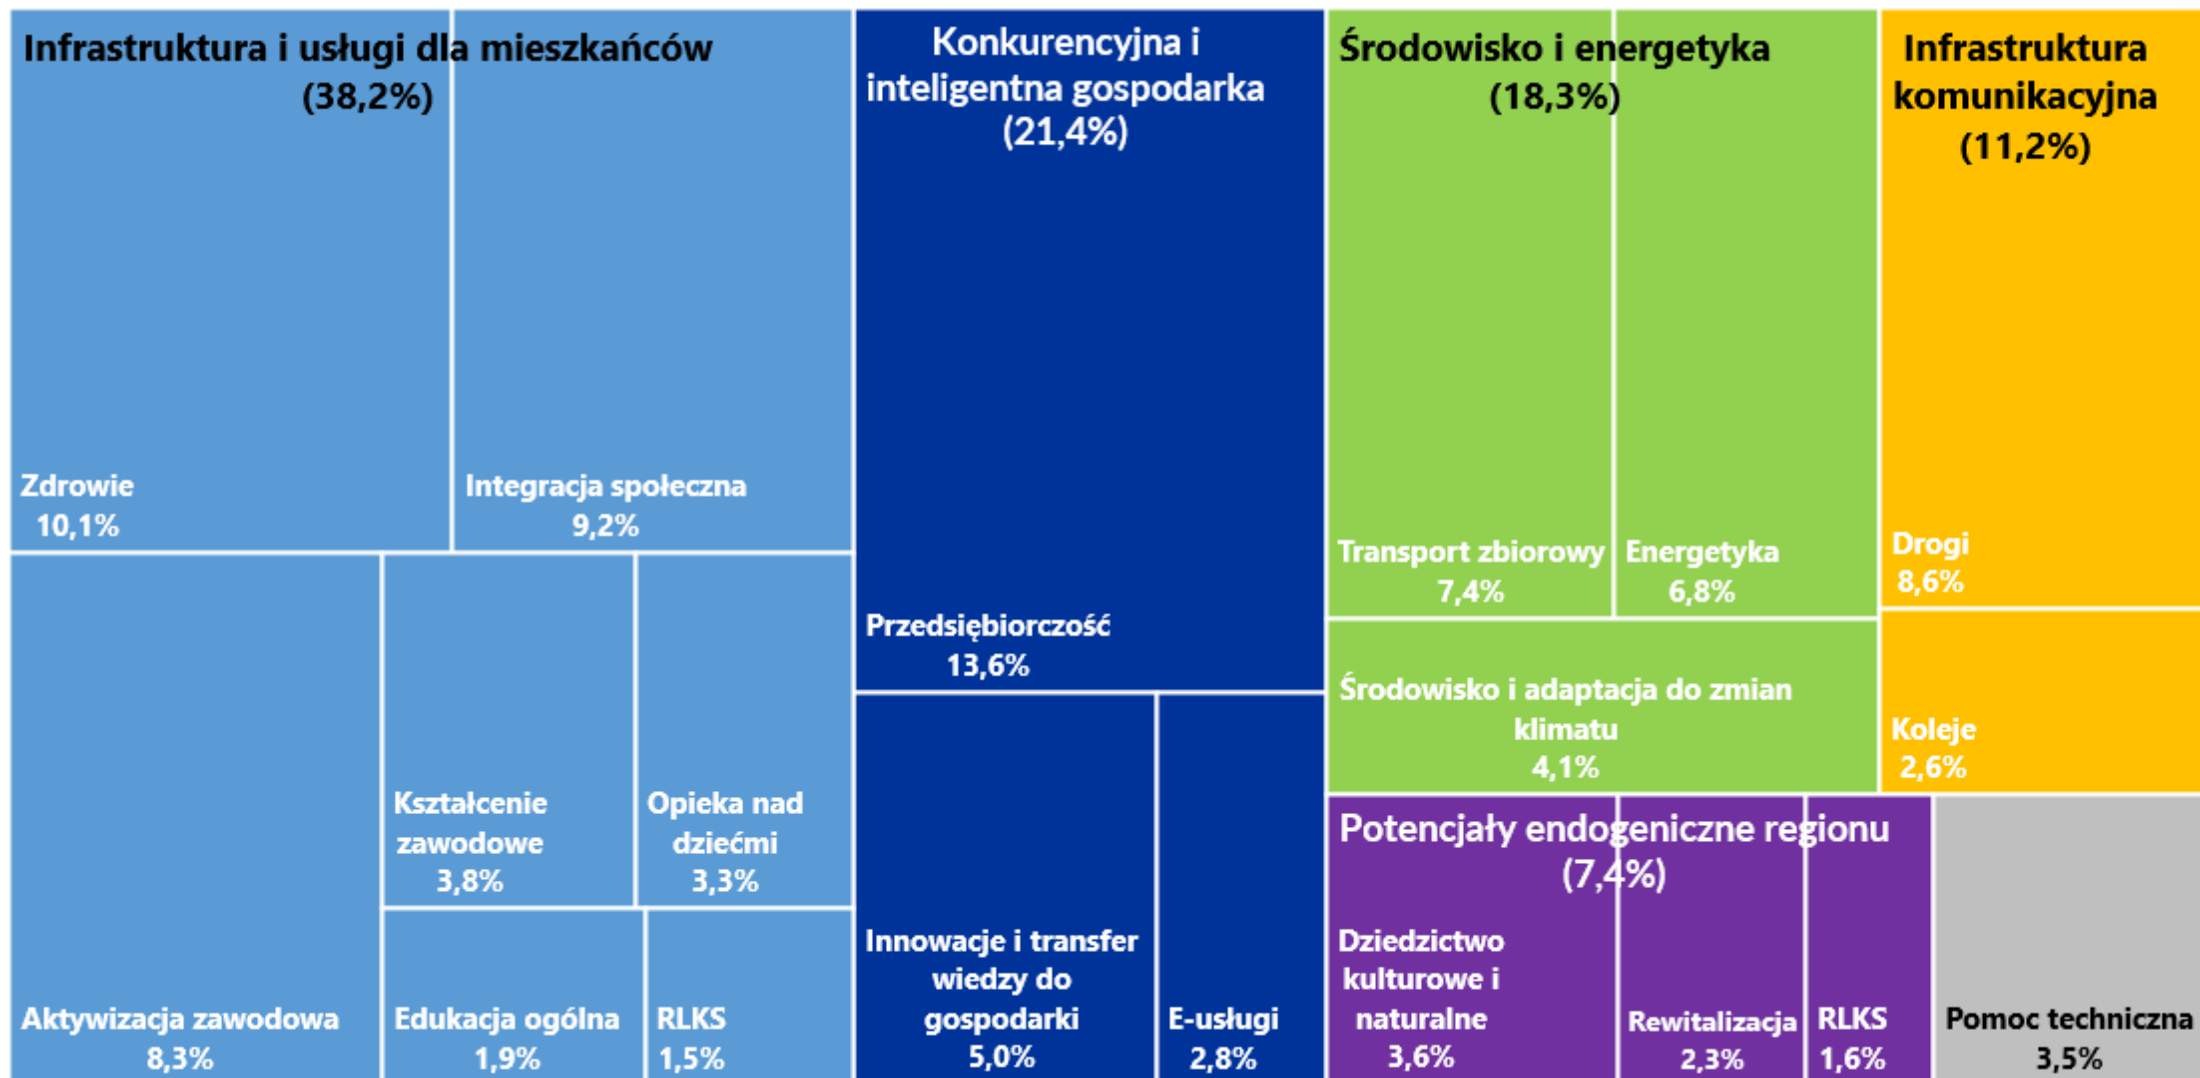 Infrastruktura i usługi dla mieszkańców
(38,2%)
Zdrowie
10,1%
Integracja społeczna
9,2%
Aktywizacja zawodowa
8,3%
Kształcenie
zawodowe
3,8%
Opieka nad
dziećmi
3,3%
Edukacja ogólna
1,9%
RLKS
1,5%
Konkurencyjna i
inteligentna gospodarka
(21,4%)
Przedsiębiorczość
13,6%
Innowacje i transfer
wiedzy do
gospodarki
5,0%
E-usługi
2,8%
Środowisko i energetyka
(18,3%)
Transport zbiorowy
7,4%
Energetyka
6,8%
Środowisko i adaptacja do zmian
klimatu
4,1%
Infrastruktura
komunikacyjna
(11,2%)
Drogi
8,6%
Koleje
2,6%
Potencjały endogeniczne regionu
(7,4%)
Dziedzictwo
kulturowe i
naturalne
3,6%
Rewitalizacja
2,3%
RLKS
1,6%
Pomoc techniczna
3,5%